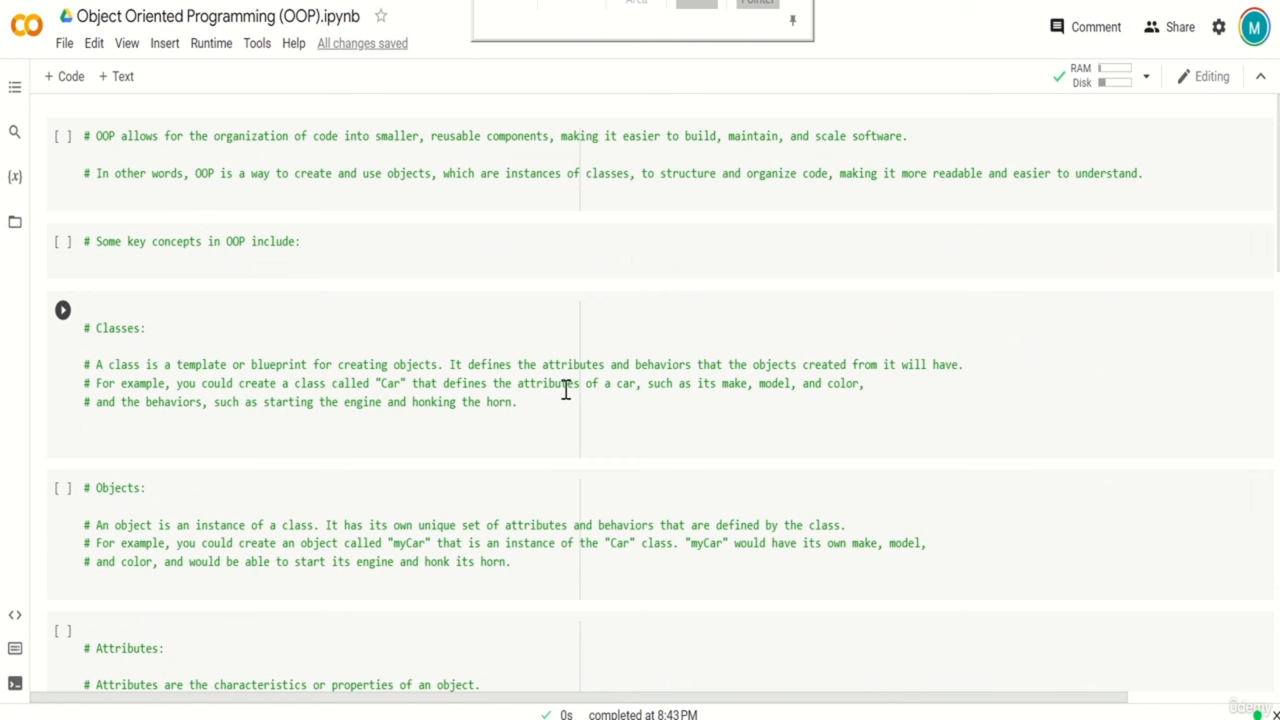 Object Oriented Programming (OOP).ipynb
Area
Pointer
File Edit View Insert Runtime Tools Help All changes saved
Comment Share M
+ Code + Text
RAM
Disk
Editing
[ ] # OOP allows for the organization of code into smaller, reusable components, making it easier to build, maintain, and scale software.
# In other words, OOP is a way to create and use objects, which are instances of classes, to structure and organize code, making it more readable and easier to understand.
{x}
[ ] # Some key concepts in OOP include:
# Classes:
# A class is a template or blueprint for creating objects. It defines the attributes and behaviors that the objects created from it will have.
# For example, you could create a class called "Car" that defines the attributes of a car, such as its make, model, and color,
# and the behaviors, such as starting the engine and honking the horn.
[ ] # Objects:
# An object is an instance of a class. It has its own unique set of attributes and behaviors that are defined by the class.
# For example, you could create an object called "myCar" that is an instance of the "Car" class. "myCar" would have its own make, model,
# and color, and would be able to start its engine and honk its horn.
[ ]
# Attributes:
# Attributes are the characteristics or properties of an object.
0s completed at 8:43 PM
udemy